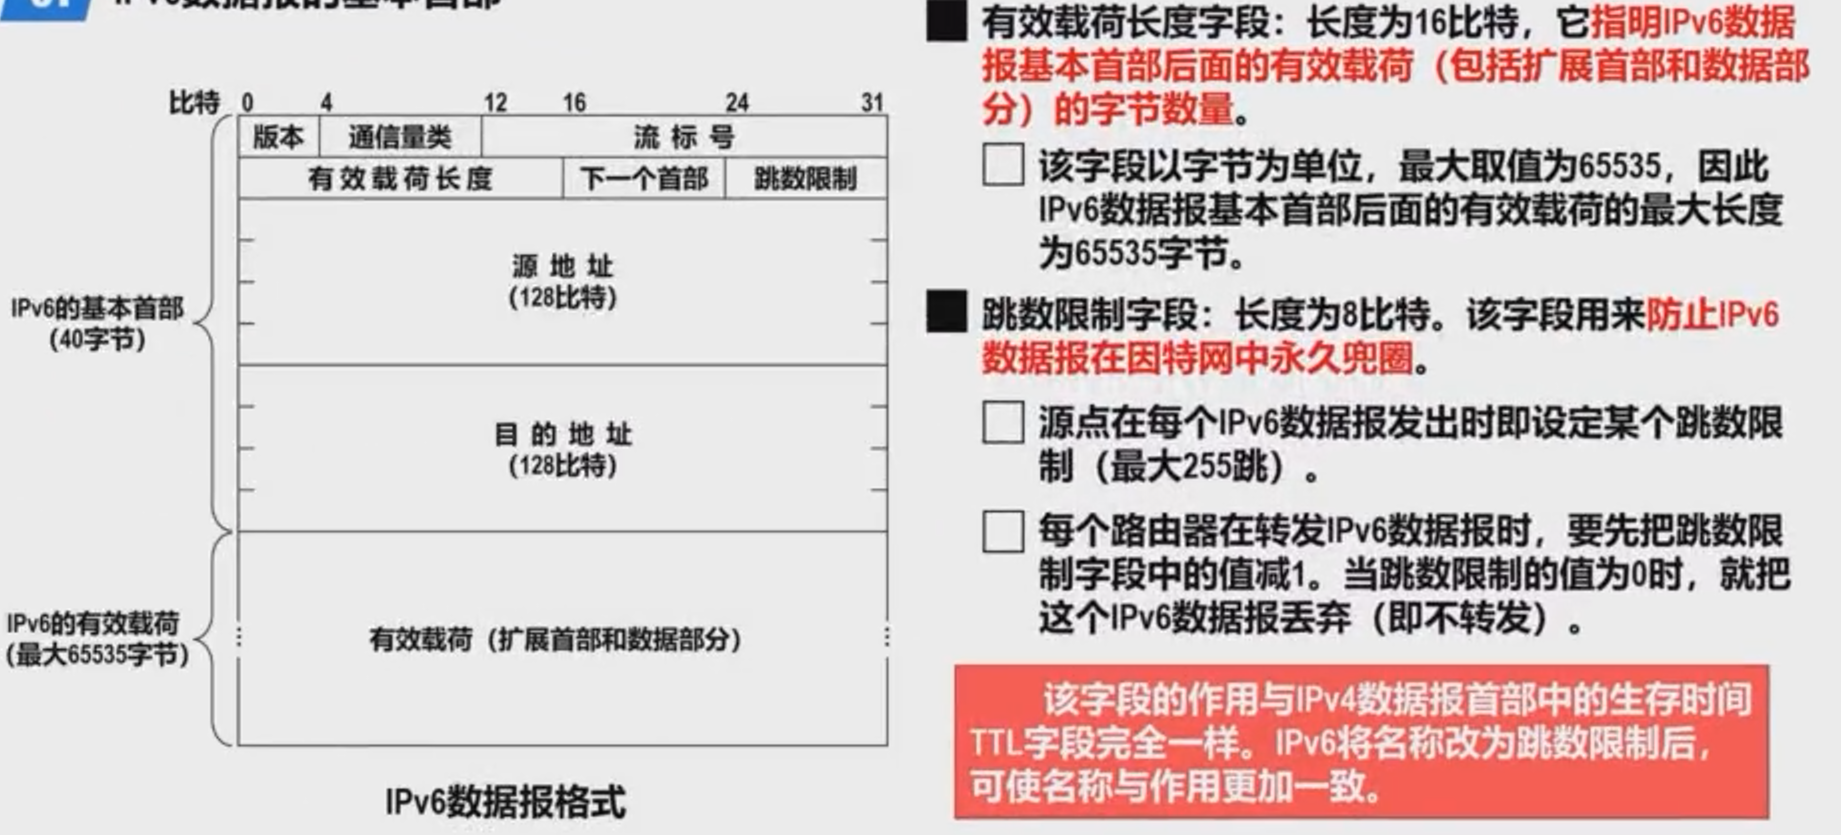 IPv6数据报的基本首部
比特 0 4 12 16 24 31
版本 通信量类 流标号
有效载荷长度 下一个首部 跳数限制
源地址
(128比特)
IPv6的基本首部
(40字节)
目的地址
(128比特)
IPv6的有效载荷
(最大65535字节)
有效载荷（扩展首部和数据部分）
IPv6数据报格式
有效载荷长度字段：长度为16比特，它指明IPv6数据
报基本首部后面的有效载荷（包括扩展首部和数据部
分）的字节数量。
该字段以字节为单位，最大取值为65535，因此
IPv6数据报基本首部后面的有效载荷的最大长度
为65535字节。
跳数限制字段：长度为8比特。该字段用来防止IPv6
数据报在因特网中永久兜圈。
源点在每个IPv6数据报发出时即设定某个跳数限
制（最大255跳）。
每个路由器在转发IPv6数据报时，要先把跳数限
制字段中的值减1。当跳数限制的值为0时，就把
这个IPv6数据报丢弃（即不转发）。
该字段的作用与IPv4数据报首部中的生存时间
TTL字段完全一样。IPv6将名称改为跳数限制后，
可使名称与作用更加一致。